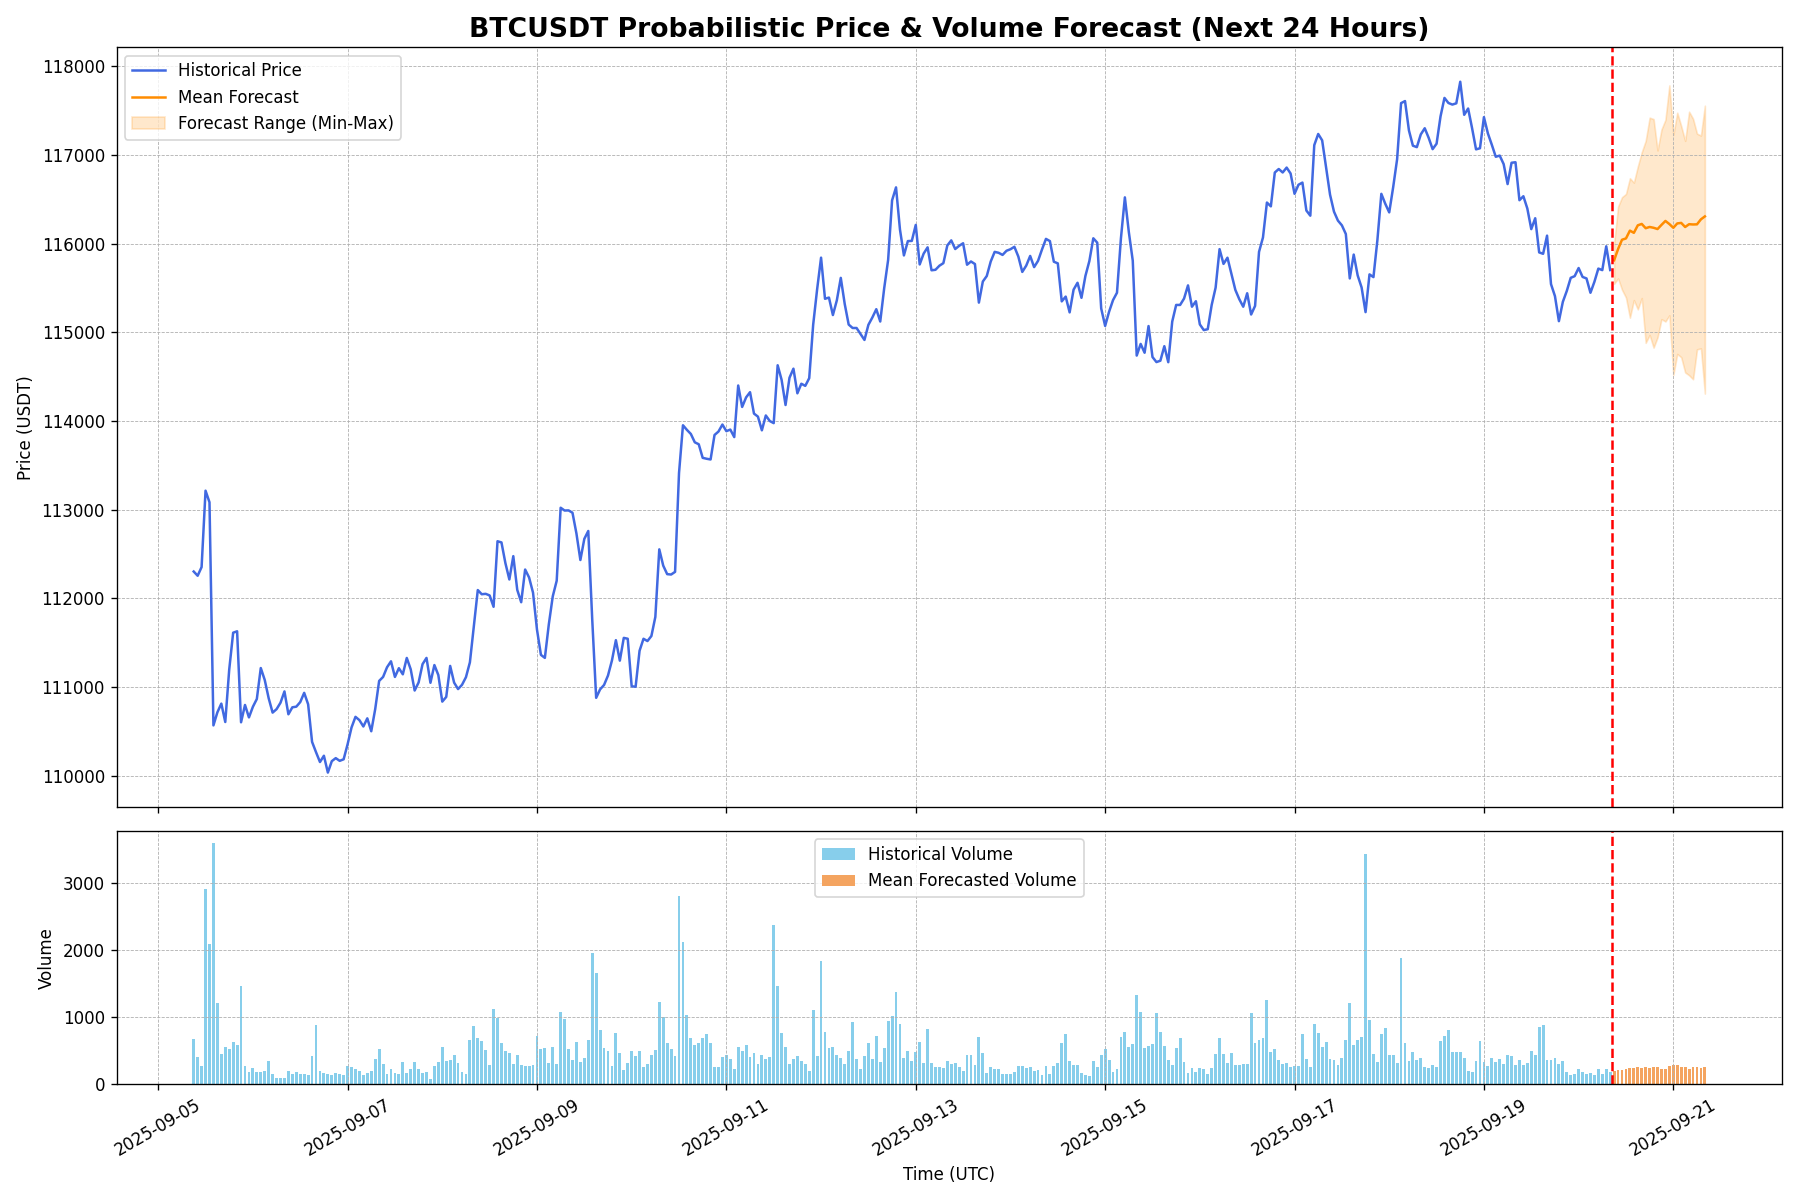 BTCUSDT Probabilistic Price & Volume Forecast (Next 24 Hours)
Historical Price
Mean Forecast
Forecast Range (Min-Max)
118000
117000
116000
115000
114000
113000
112000
111000
110000
Price (USDT)
Historical Volume
Mean Forecasted Volume
3000
2000
1000
0
Volume
2025-09-05
2025-09-07
2025-09-09
2025-09-11
2025-09-13
2025-09-15
2025-09-17
2025-09-19
2025-09-21
Time (UTC)